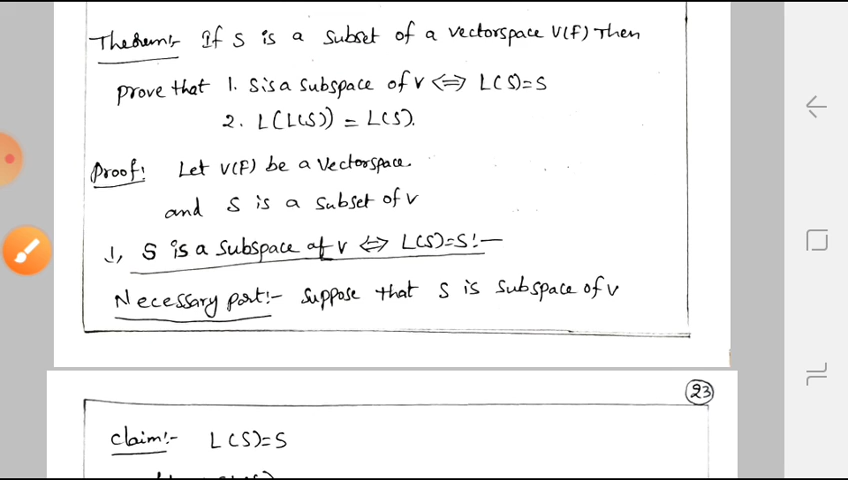 Theorem:- If S is a subset of a vectorspace V(F) Then
prove that 1. S is a subspace of V ⇔ L(S)=S
2. L(L(S)) = L(S).
Proof: Let V(F) be a vectorspace.
and S is a subset of V
1, S is a subspace of V ⇔ L(S)=S:-
Necessary part:- suppose that S is subspace of V
23
claim:- L(S)=S